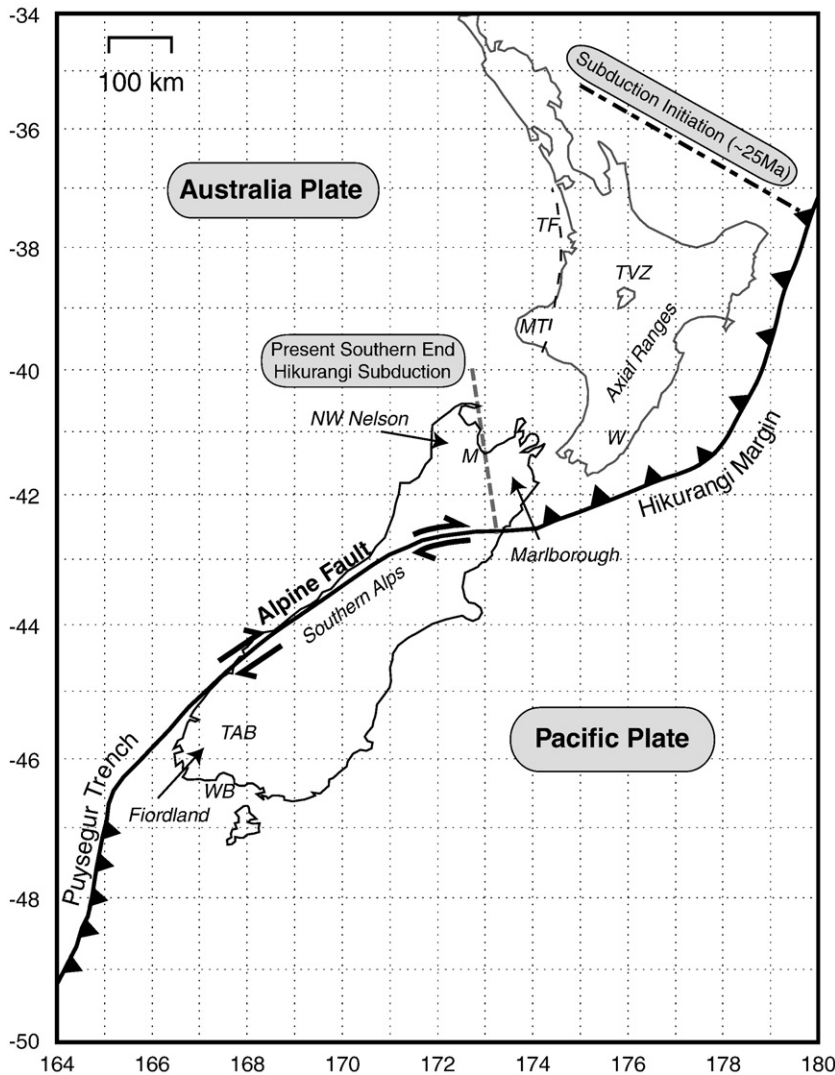 -34
100 km
Subduction Initiation (~25Ma)
-36
Australia Plate
TF
-38
TVZ
MTI
Axial Ranges
-40
Present Southern End
Hikurangi Subduction
NW Nelson
M
W
-42
Hikurangi Margin
Marlborough
Alpine Fault
Southern Alps
-44
TAB
Pacific Plate
-46
WB
Fiordland
Puysegur Trench
-48
-50
164 166 168 170 172 174 176 178 180